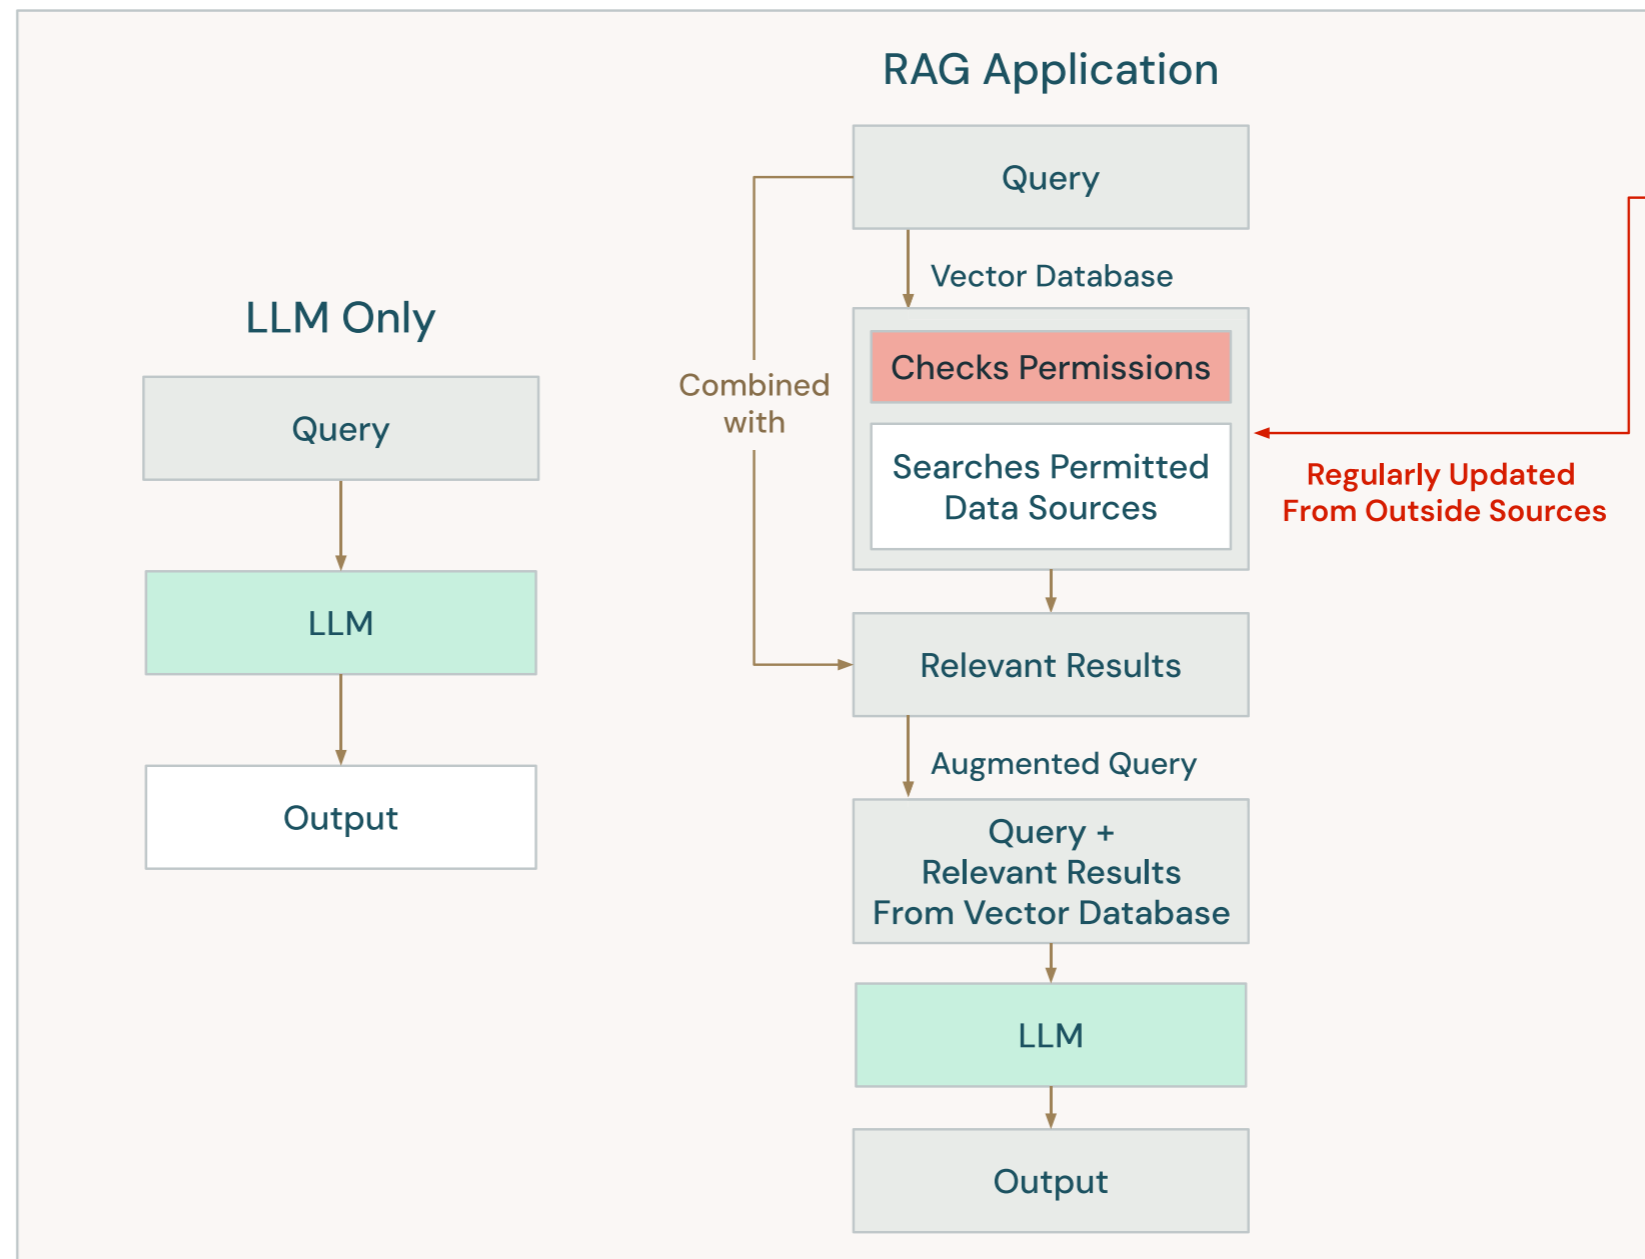 LLM Only
Query
LLM
Output
RAG Application
Query
Vector Database
Checks Permissions
Searches Permitted
Data Sources
Combined
with
Regularly Updated
From Outside Sources
Relevant Results
Augmented Query
Query +
Relevant Results
From Vector Database
LLM
Output